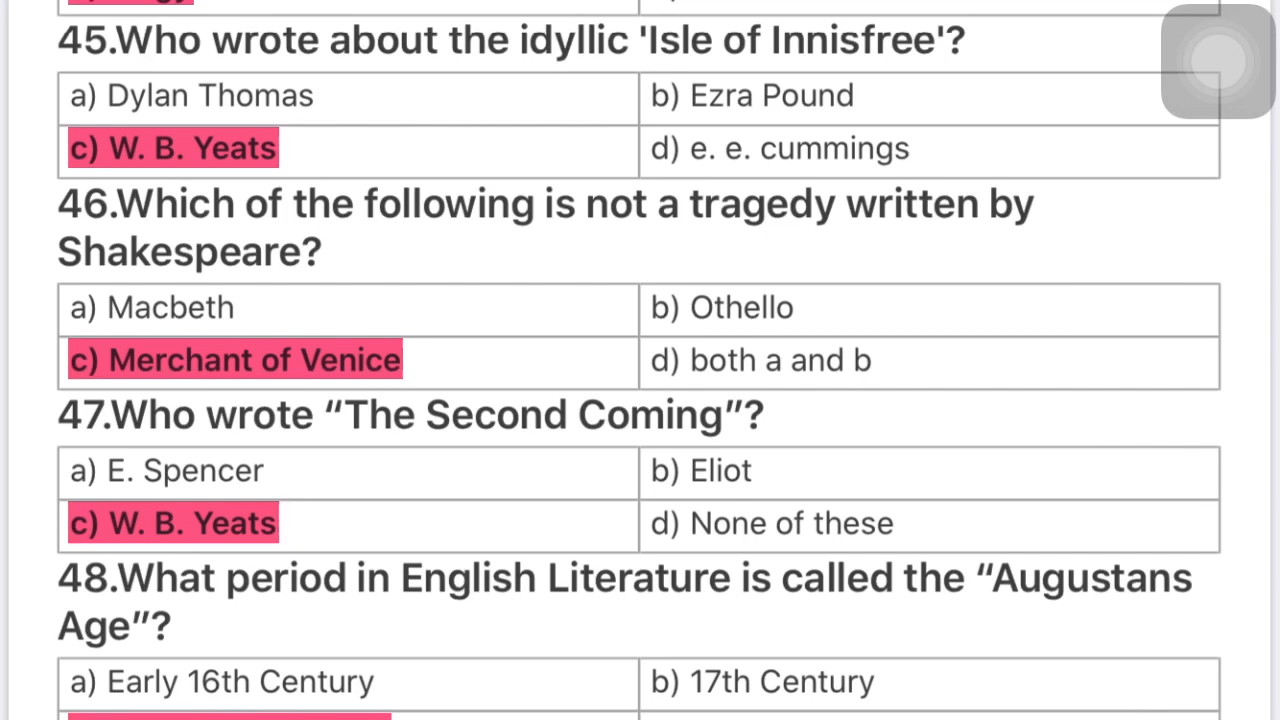 45.Who wrote about the idyllic 'Isle of Innisfree'?
a) Dylan Thomas
b) Ezra Pound
c) W. B. Yeats
d) e. e. cummings
46.Which of the following is not a tragedy written by
Shakespeare?
a) Macbeth
b) Othello
c) Merchant of Venice
d) both a and b
47.Who wrote “The Second Coming”?
a) E. Spencer
b) Eliot
c) W. B. Yeats
d) None of these
48.What period in English Literature is called the “Augustans
Age”?
a) Early 16th Century
b) 17th Century